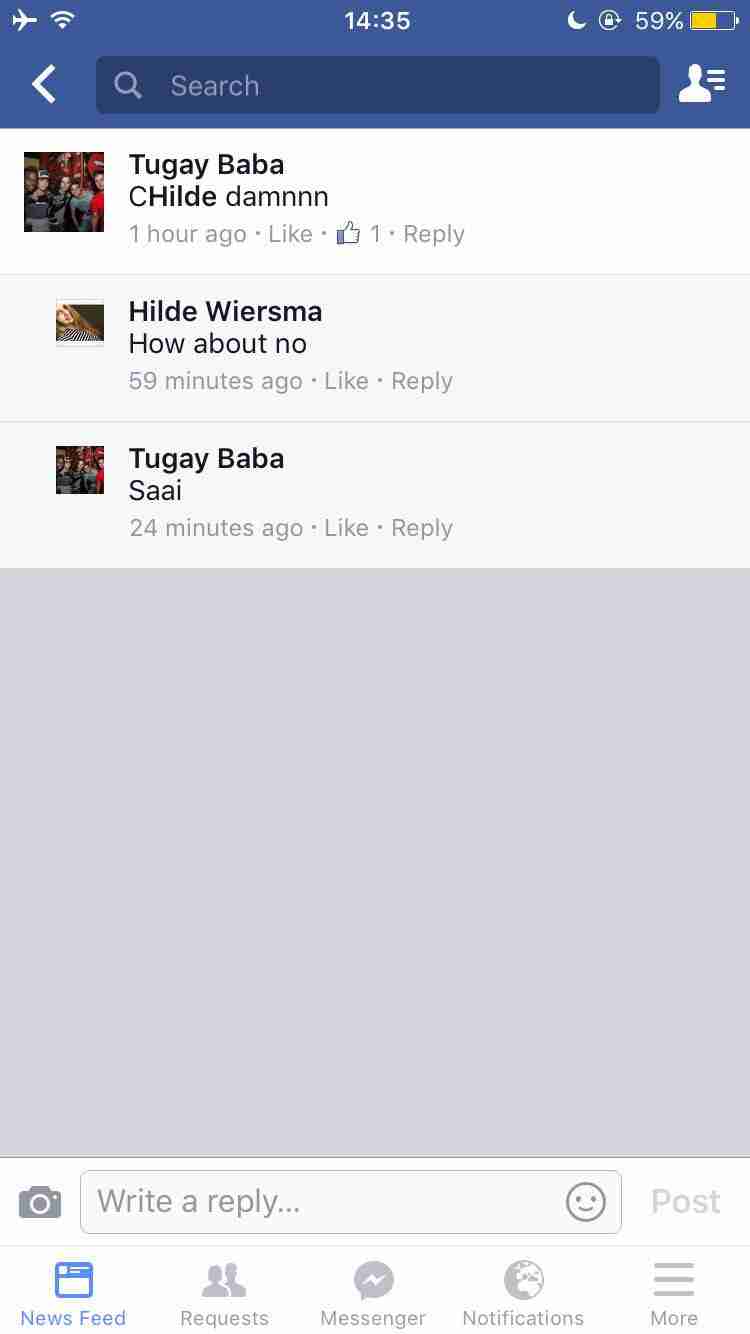 14:35
59%
Search
Tugay Baba
CHilde damnnn
1 hour ago · Like · 1 · Reply
Hilde Wiersma
How about no
59 minutes ago · Like · Reply
Tugay Baba
Saai
24 minutes ago · Like · Reply
Write a reply...
Post
News Feed Requests Messenger Notifications More